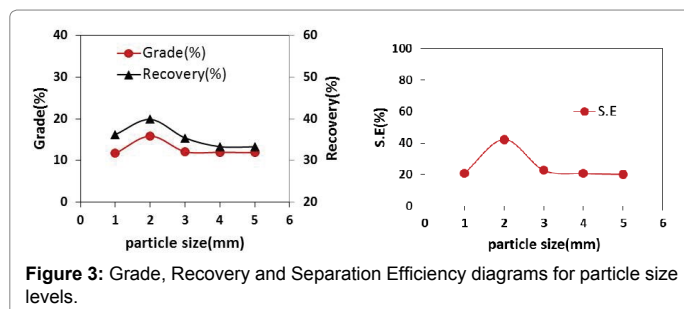 40
30
20
10
0
Grade(%)
Grade(%)
Recovery(%)
60
50
40
30
20
Recovery(%)
0 1 2 3 4 5 6
particle size(mm)
100
80
60
40
20
0
S.E(%)
S.E
0 1 2 3 4 5 6
particle size(mm)
Figure 3: Grade, Recovery and Separation Efficiency diagrams for particle size
levels.